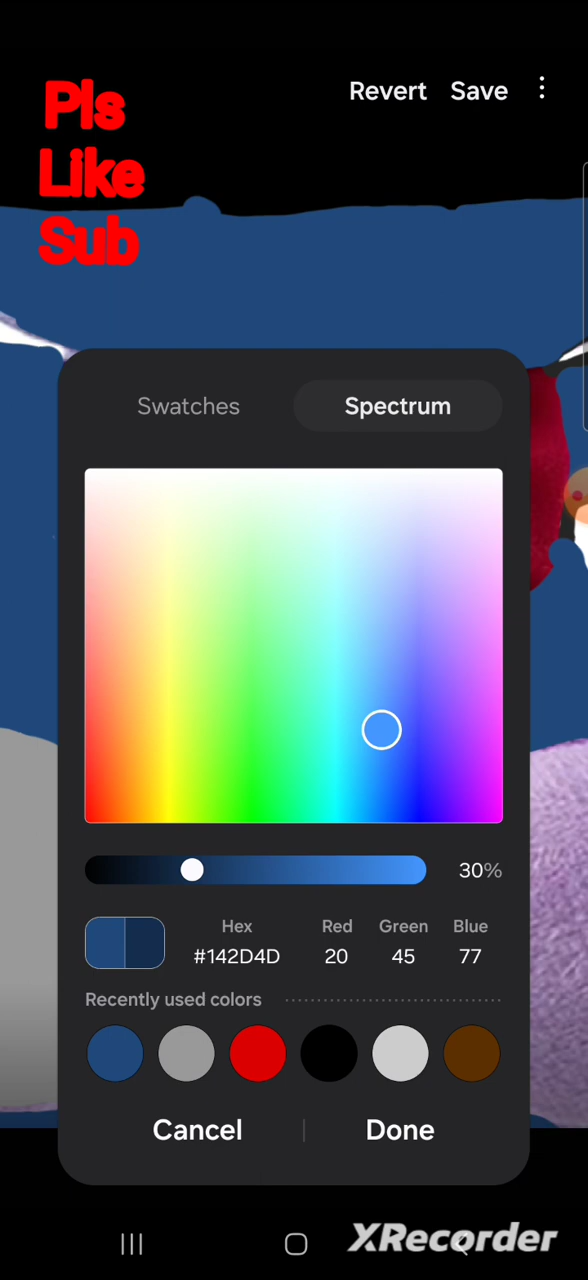 Pls
Like
Sub
Revert Save
Swatches Spectrum
30%
Hex Red Green Blue
#142D4D 20 45 77
Recently used colors
Cancel Done
XRecorder